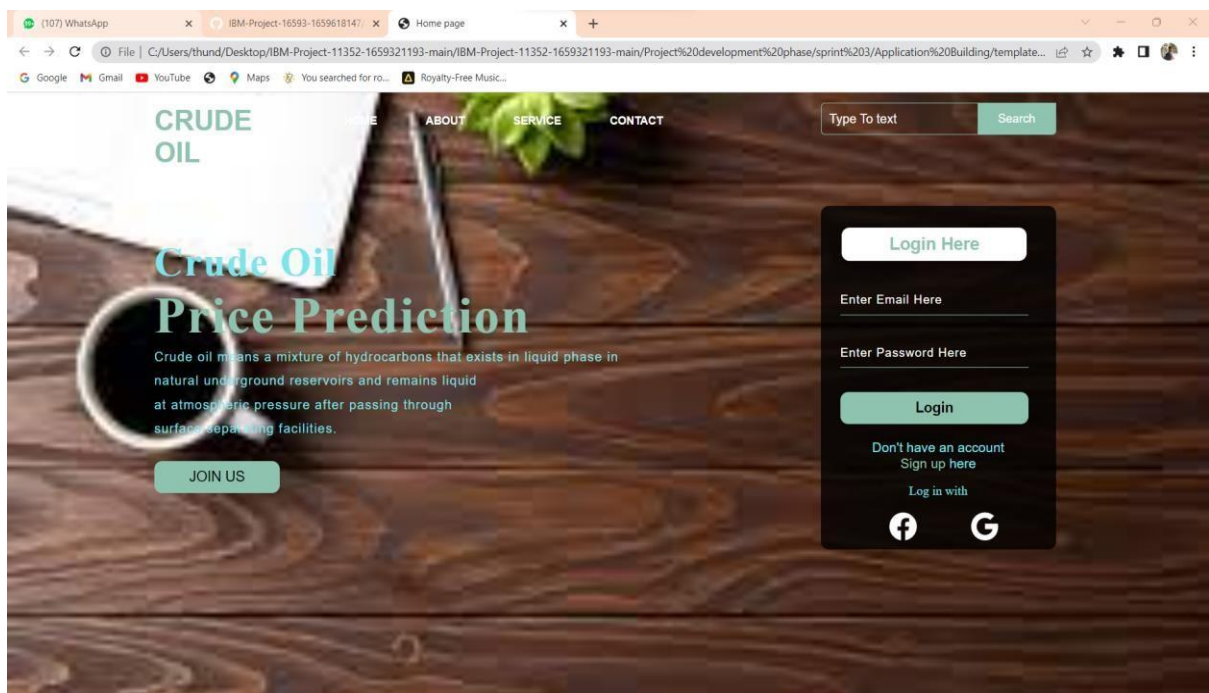 (107) WhatsApp
IBM-Project-16593-1659618147/
Home page
File | C:/Users/thund/Desktop/IBM-Project-11352-1659321193-main/IBM-Project-11352-1659321193-main/Project%20development%20phase/sprint%203/Application%20Building/template...
Google Gmail YouTube Maps You searched for ro... Royalty-Free Music...
CRUDE
OIL
HOME ABOUT SERVICE CONTACT
Type To text Search
Crude Oil
Price Prediction
Crude oil means a mixture of hydrocarbons that exists in liquid phase in
natural underground reservoirs and remains liquid
at atmospheric pressure after passing through
surface separating facilities.
JOIN US
Login Here
Enter Email Here
Enter Password Here
Login
Don't have an account
Sign up here
Log in with